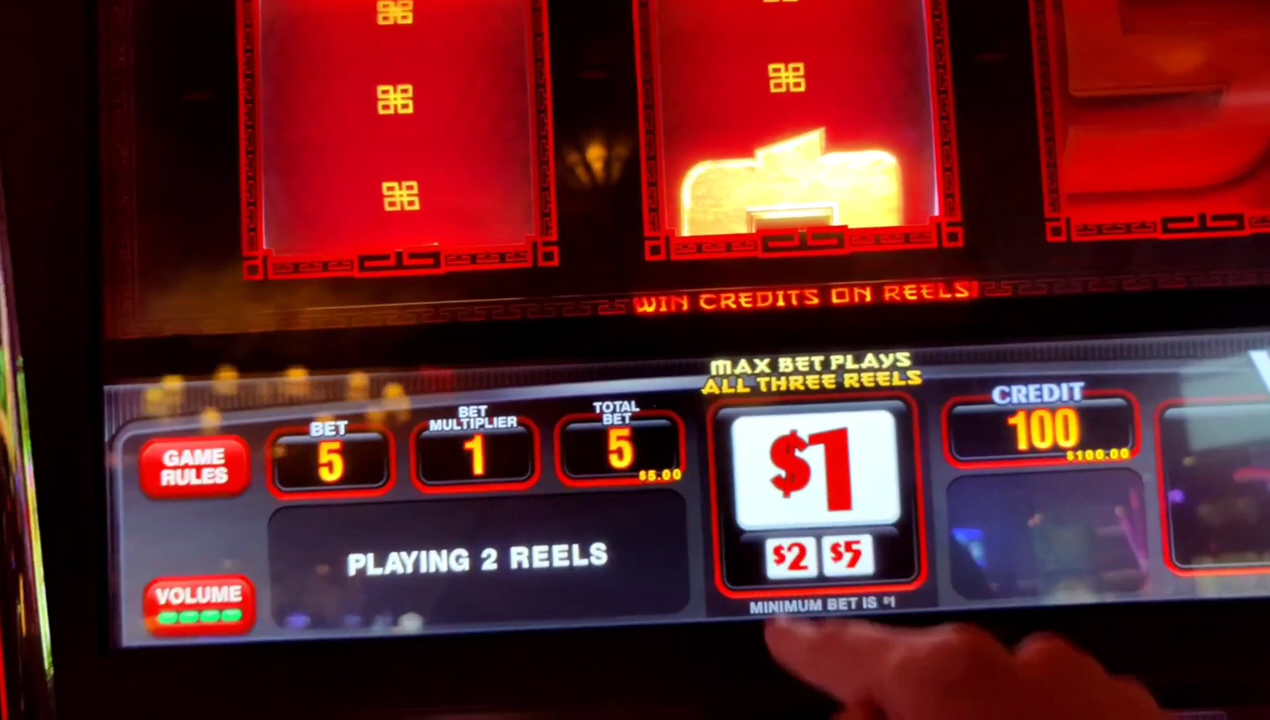 WIN CREDITS ON REELS!
MAX BET PLAYS
ALL THREE REELS
GAME
RULES
BET
5
BET
MULTIPLIER
1
TOTAL
BET
5
$5.00
$1
$2 $5
MINIMUM BET IS $1
CREDIT
100
$100.00
PLAYING 2 REELS
VOLUME